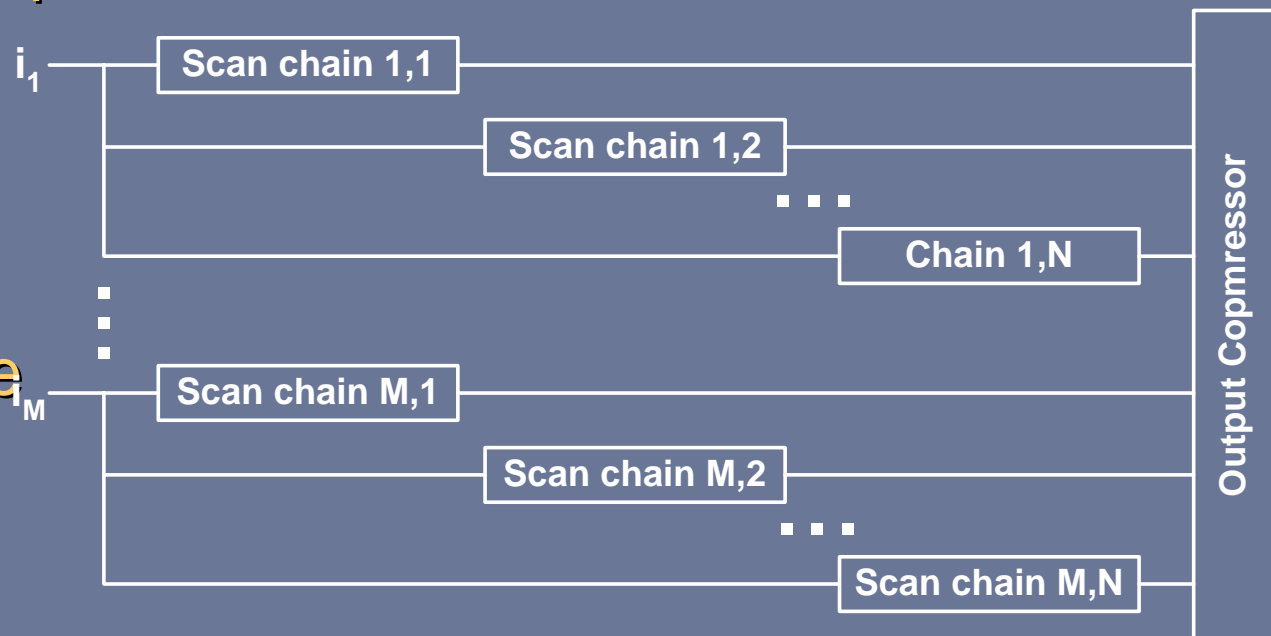 i1
Scan chain 1,1
Scan chain 1,2
Chain 1,N
e
iM
Scan chain M,1
Scan chain M,2
Scan chain M,N
Output Copmressor